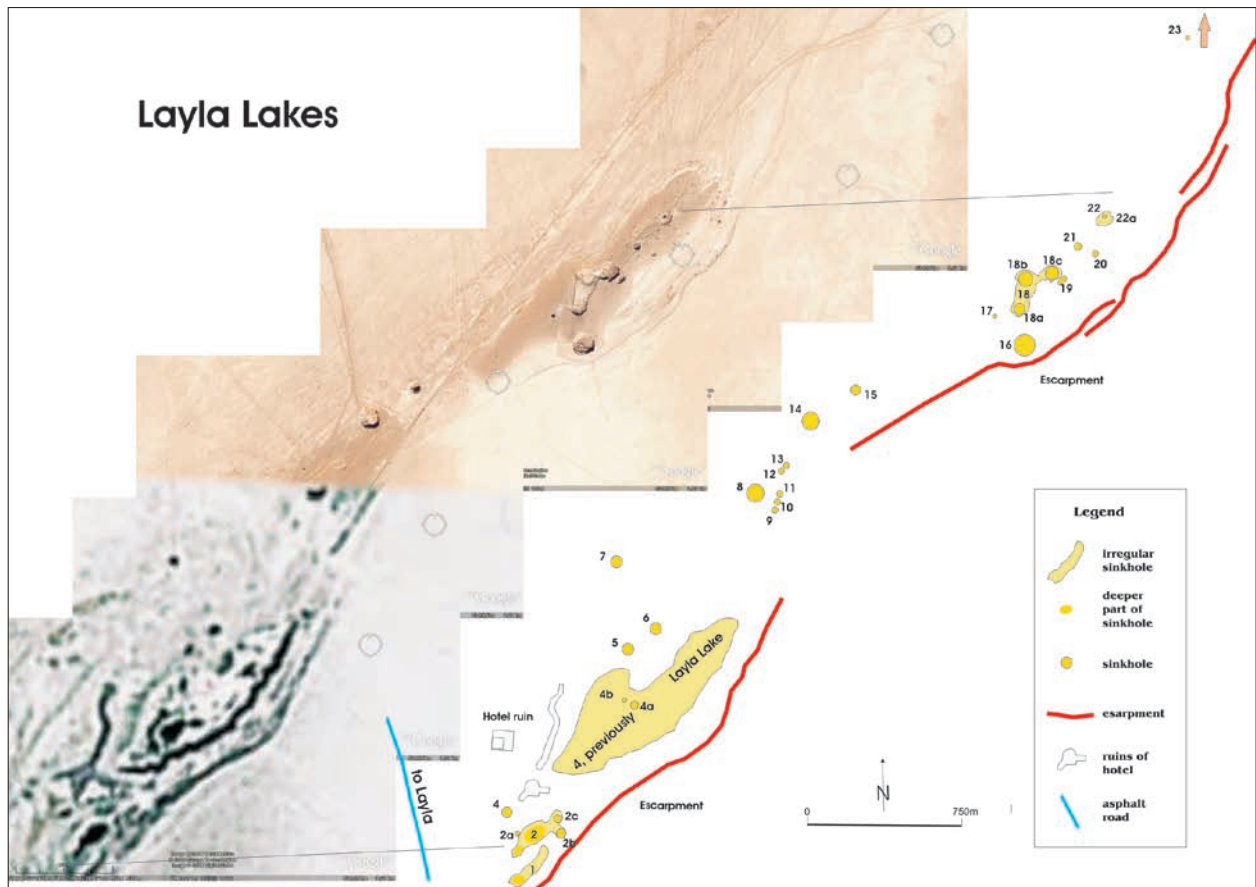 Layla Lakes
23
22
22a
21
20
18c
18b
19
18
17
18a
16
Escarpment
15
14
13
12
11
8
10
9
7
6
5
Layla Lake
4b
4a
4, previously
Hotel ruin
to Layla
Escarpment
4
2c
2a
2
2b
1
N
0
750m
Legend
irregular
sinkhole
deeper
part of
sinkhole
sinkhole
esarpment
ruins of
hotel
asphalt
road
Google